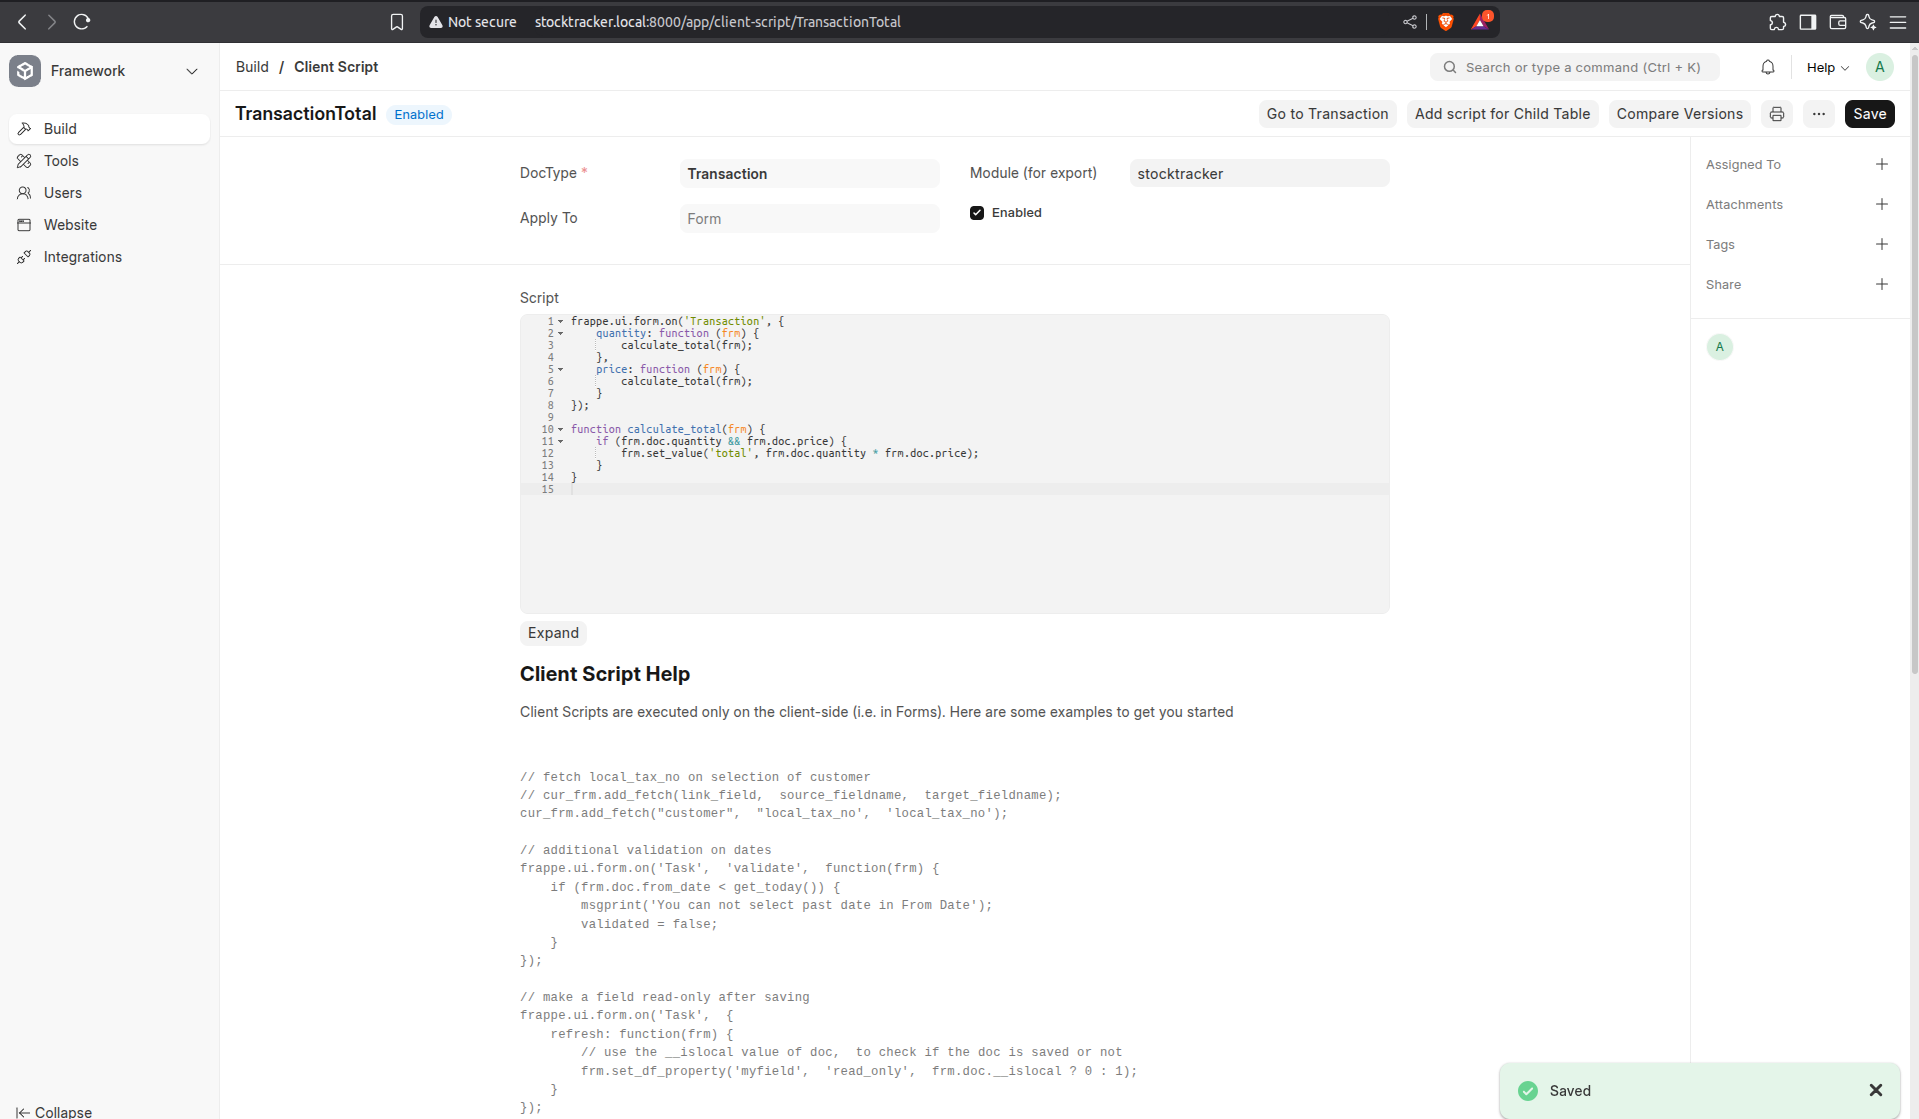 Not secure stocktracker.local:8000/app/client-script/TransactionTotal 1
Framework
Build / Client Script
Search or type a command (Ctrl + K)
Help
A
TransactionTotal Enabled
Go to Transaction
Add script for Child Table
Compare Versions
...
Save
Build
Tools
Users
Website
Integrations
Collapse
DocType *
Transaction
Module (for export)
stocktracker
Apply To
Form
Enabled
Assigned To +
Attachments +
Tags +
Share +
A
Script
1 frappe.ui.form.on('Transaction', {
2 quantity: function (frm) {
3 calculate_total(frm);
4 },
5 price: function (frm) {
6 calculate_total(frm);
7 }
8 });
9
10 function calculate_total(frm) {
11 if (frm.doc.quantity && frm.doc.price) {
12 frm.set_value('total', frm.doc.quantity * frm.doc.price);
13 }
14 }
15
Expand
Client Script Help
Client Scripts are executed only on the client-side (i.e. in Forms). Here are some examples to get you started
// fetch local_tax_no on selection of customer
// cur_frm.add_fetch(link_field, source_fieldname, target_fieldname);
cur_frm.add_fetch("customer", "local_tax_no', 'local_tax_no');
// additional validation on dates
frappe.ui.form.on('Task', 'validate', function(frm) {
if (frm.doc.from_date < get_today()) {
msgprint('You can not select past date in From Date');
validated = false;
}
});
// make a field read-only after saving
frappe.ui.form.on('Task', {
refresh: function(frm) {
// use the __islocal value of doc, to check if the doc is saved or not
frm.set_df_property('myfield', 'read_only', frm.doc.__islocal ? 0 : 1);
}
});
Saved